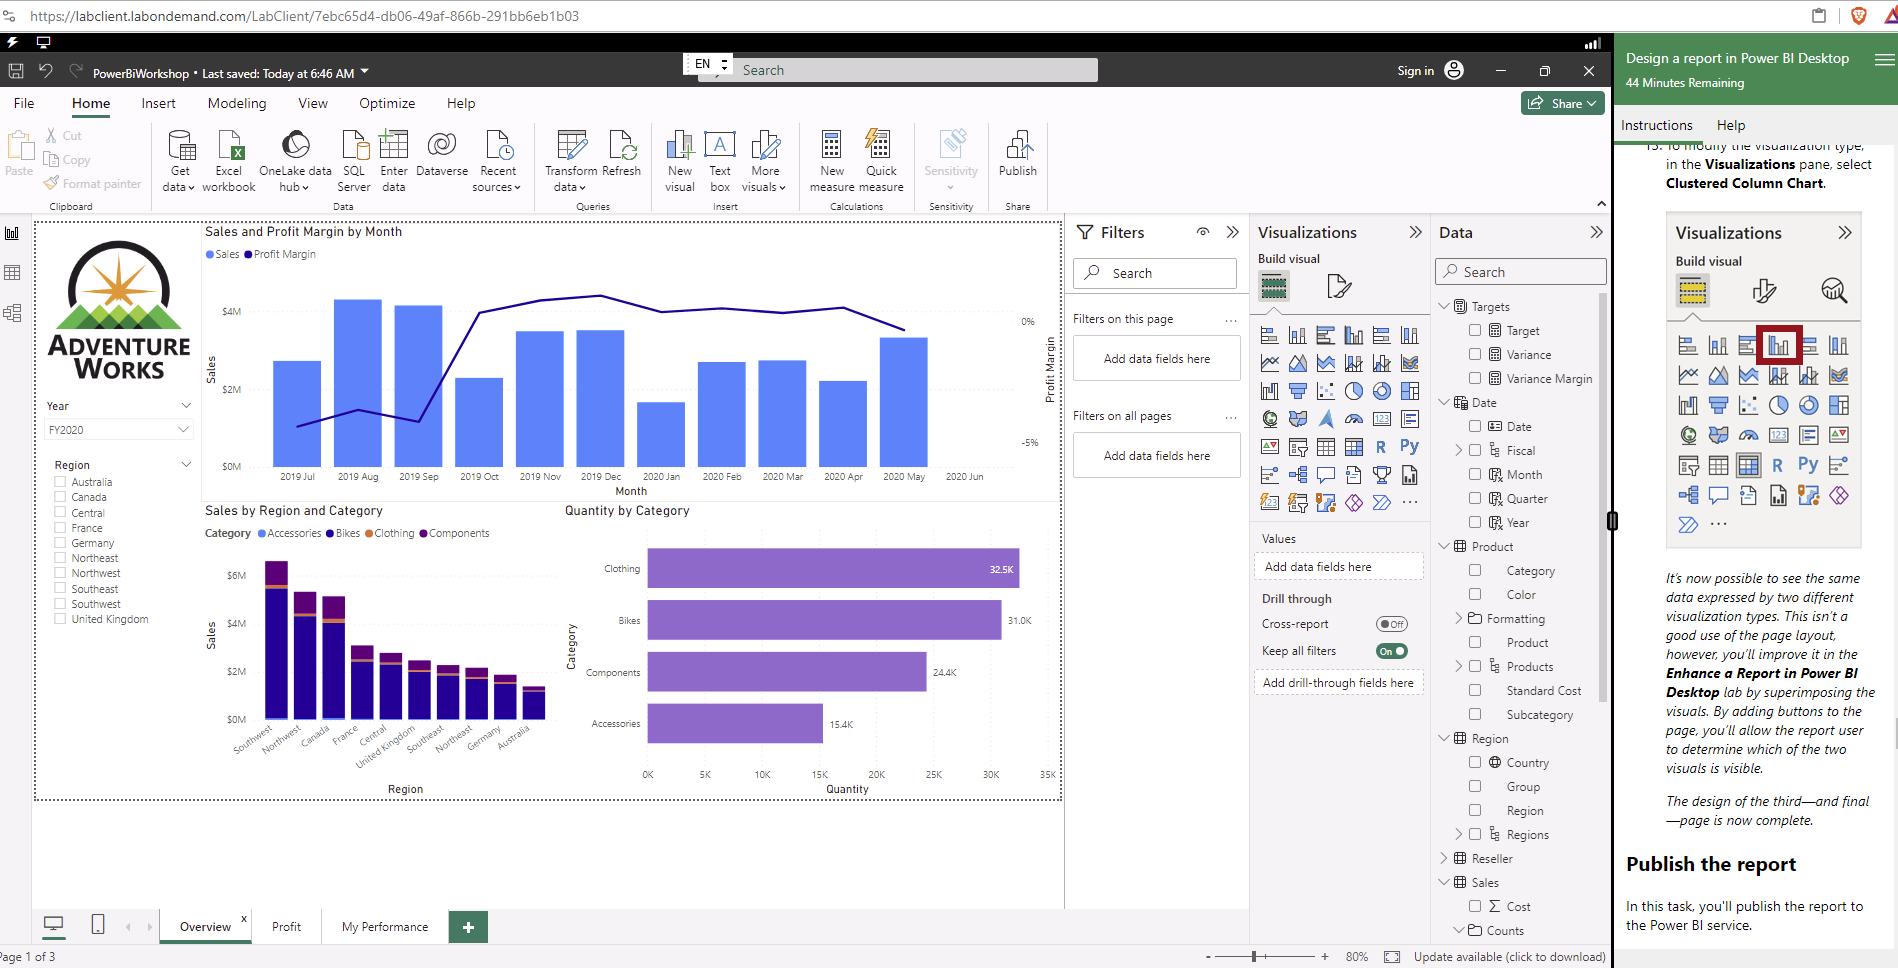 https://labclient.labondemand.com/LabClient/7ebc65d4-db06-49af-866b-291bb6eb1b03
PowerBiWorkshop • Last saved: Today at 6:46 AM
EN
Search
Sign in
File
Home
Insert
Modeling
View
Optimize
Help
Share
Paste
Cut
Copy
Format painter
Clipboard
Get data
Excel workbook
OneLake data hub
SQL Server
Enter data
Dataverse
Recent sources
Data
Transform data
Refresh
Queries
New visual
Text box
More visuals
Insert
New measure
Quick measure
Calculations
Sensitivity
Sensitivity
Publish
Share
ADVENTURE
WORKS
Year
FY2020
Region
Australia
Canada
Central
France
Germany
Northeast
Northwest
Southeast
Southwest
United Kingdom
Sales and Profit Margin by Month
Sales Profit Margin
Sales
$4M
$2M
$0M
0%
-5%
Profit Margin
2019 Jul 2019 Aug 2019 Sep 2019 Oct 2019 Nov 2019 Dec 2020 Jan 2020 Feb 2020 Mar 2020 Apr 2020 May 2020 Jun
Month
Sales by Region and Category
Category Accessories Bikes Clothing Components
Sales
$6M
$4M
$2M
$0M
Southwest Northwest Canada France Central United Kingdom Southeast Northeast Germany Australia
Region
Quantity by Category
Category
Clothing 32.5K
Bikes 31.0K
Components 24.4K
Accessories 15.4K
0K 5K 10K 15K 20K 25K 30K 35K
Quantity
Filters
Search
Filters on this page
...
Add data fields here
Filters on all pages
...
Add data fields here
Visualizations
Build visual
123
R
Py
...
Values
Add data fields here
Drill through
Cross-report
Off
Keep all filters
On
Add drill-through fields here
Data
Search
Targets
Target
Variance
Variance Margin
Date
Date
Fiscal
Month
Quarter
Year
Product
Category
Color
Formatting
Product
Products
Standard Cost
Subcategory
Region
Country
Group
Region
Regions
Reseller
Sales
Cost
Counts
Overview x
Profit
My Performance
+
Page 1 of 3
- + 80%
Update available (click to download)
Design a report in Power BI Desktop
44 Minutes Remaining
Instructions
Help
15. To modify the visualization type,
in the Visualizations pane, select
Clustered Column Chart.
Visualizations
Build visual
123
R
Py
...
It's now possible to see the same
data expressed by two different
visualization types. This isn't a
good use of the page layout,
however, you'll improve it in the
Enhance a Report in Power BI
Desktop lab by superimposing the
visuals. By adding buttons to the
page, you'll allow the report user
to determine which of the two
visuals is visible.
The design of the third—and final
—page is now complete.
Publish the report
In this task, you'll publish the report to
the Power BI service.